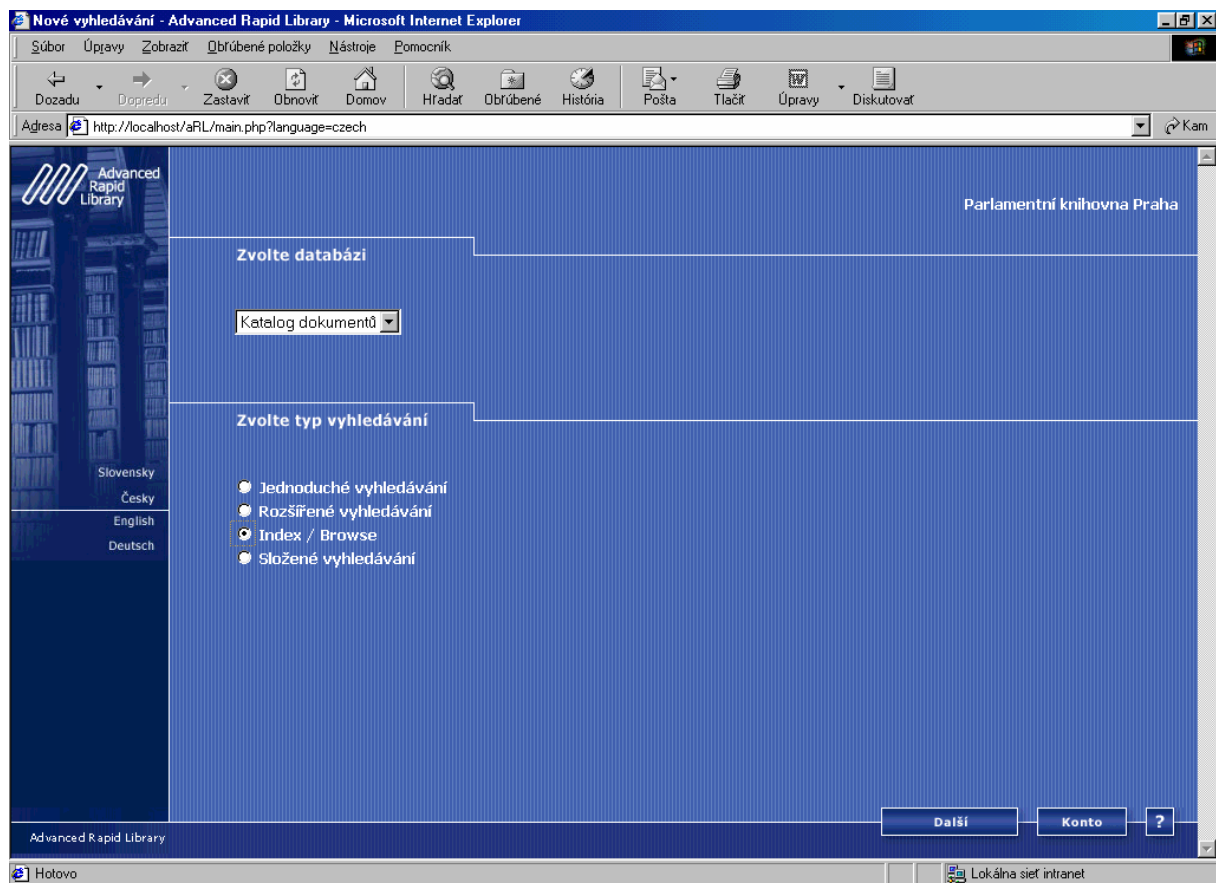 Nové vyhledávání - Advanced Rapid Library - Microsoft Internet Explorer
Súbor Úpravy Zobraziť Obľúbené položky Nástroje Pomocník
Dozadu Dopredu Zastaviť Obnoviť Domov Hľadať Obľúbené História Pošta Tlačiť Úpravy Diskutovať
Adresa http://localhost/aRL/main.php?language=czech Kam
Advanced
Rapid
Library
Parlamentní knihovna Praha
Zvolte databázi
Katalog dokumentů
Zvolte typ vyhledávání
Slovensky
Česky
English
Deutsch
Jednoduché vyhledávání
Rozšířené vyhledávání
Index / Browse
Složené vyhledávání
Další Konto ?
Advanced Rapid Library
Hotovo Lokálna sieť intranet